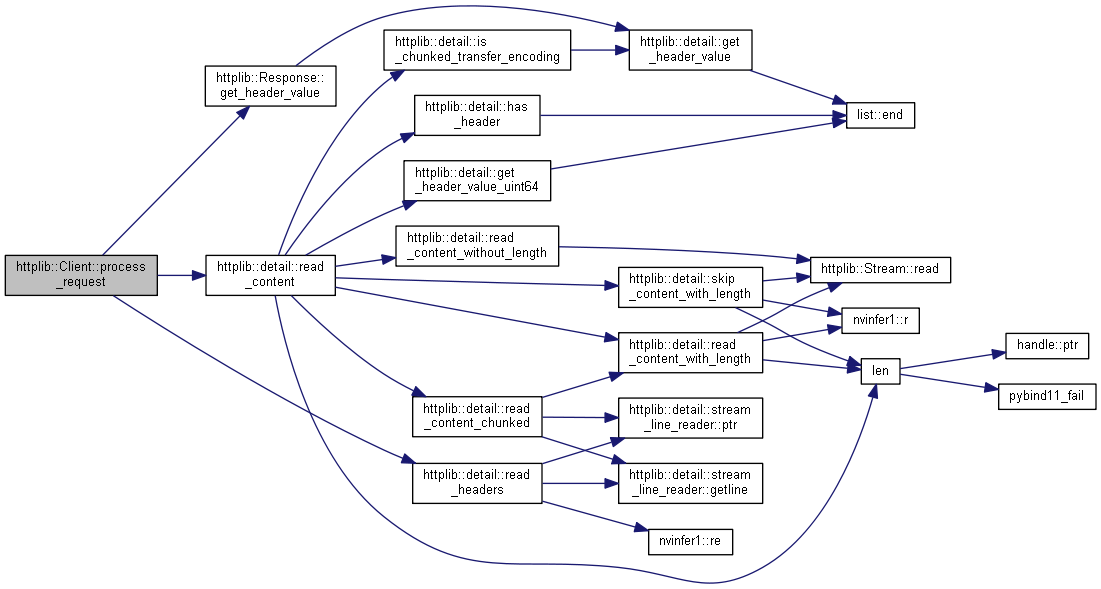 httplib::Client::process
_request
httplib::Response::
get_header_value
httplib::detail::read
_content
httplib::detail::is
_chunked_transfer_encoding
httplib::detail::has
_header
httplib::detail::get
_header_value_uint64
httplib::detail::read
_content_without_length
httplib::detail::read
_content_chunked
httplib::detail::read
_headers
httplib::detail::get
_header_value
httplib::detail::skip
_content_with_length
httplib::detail::read
_content_with_length
httplib::detail::stream
_line_reader::ptr
httplib::detail::stream
_line_reader::getline
nvinfer1::re
list::end
httplib::Stream::read
nvinfer1::r
len
handle::ptr
pybind11_fail